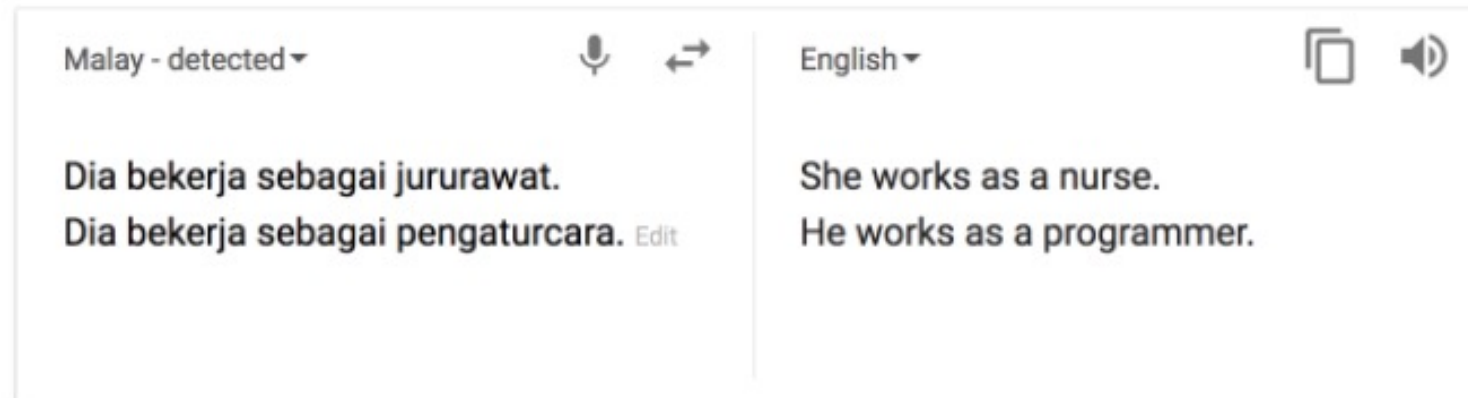 Malay - detected
English
Dia bekerja sebagai jururawat.
Dia bekerja sebagai pengaturcara. Edit
She works as a nurse.
He works as a programmer.